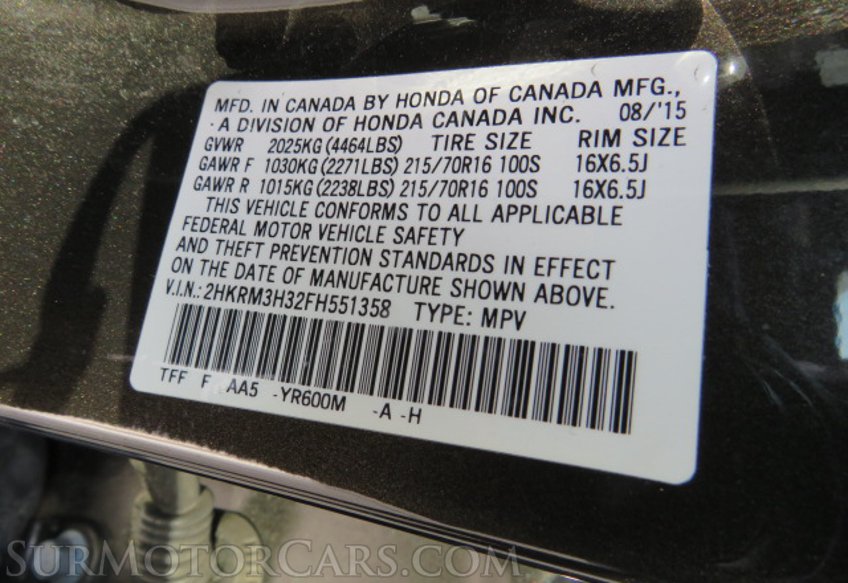 MFD. IN CANADA BY HONDA OF CANADA MFG.,
A DIVISION OF HONDA CANADA INC. 08/'15
GVWR 2025KG (4464LBS) TIRE SIZE RIM SIZE
GAWR F 1030KG (2271LBS) 215/70R16 100S 16X6.5J
GAWR R 1015KG (2238LBS) 215/70R16 100S 16X6.5J
THIS VEHICLE CONFORMS TO ALL APPLICABLE
FEDERAL MOTOR VEHICLE SAFETY
AND THEFT PREVENTION STANDARDS IN EFFECT
ON THE DATE OF MANUFACTURE SHOWN ABOVE.
V.I.N.: 2HKRM3H32FH551358 TYPE: MPV
TFF F AA5 -YR600M -A -H
SURMOTORCARS.COM